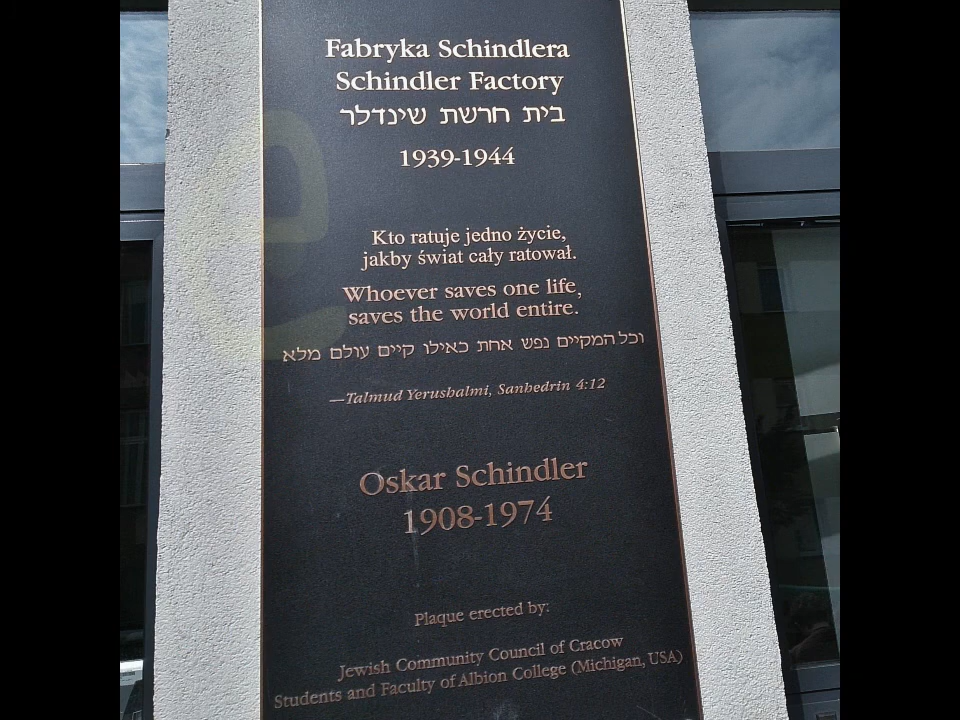 Fabryka Schindlera
Schindler Factory
בית חרשת שינדלר
1939-1944
Kto ratuje jedno życie,
jakby świat cały ratował.
Whoever saves one life,
saves the world entire.
וכל המקיים נפש אחת כאילו קיים עולם מלא
—Talmud Yerushalmi, Sanhedrin 4:12
Oskar Schindler
1908-1974
Plaque erected by:
Jewish Community Council of Cracow
Students and Faculty of Albion College (Michigan, USA)